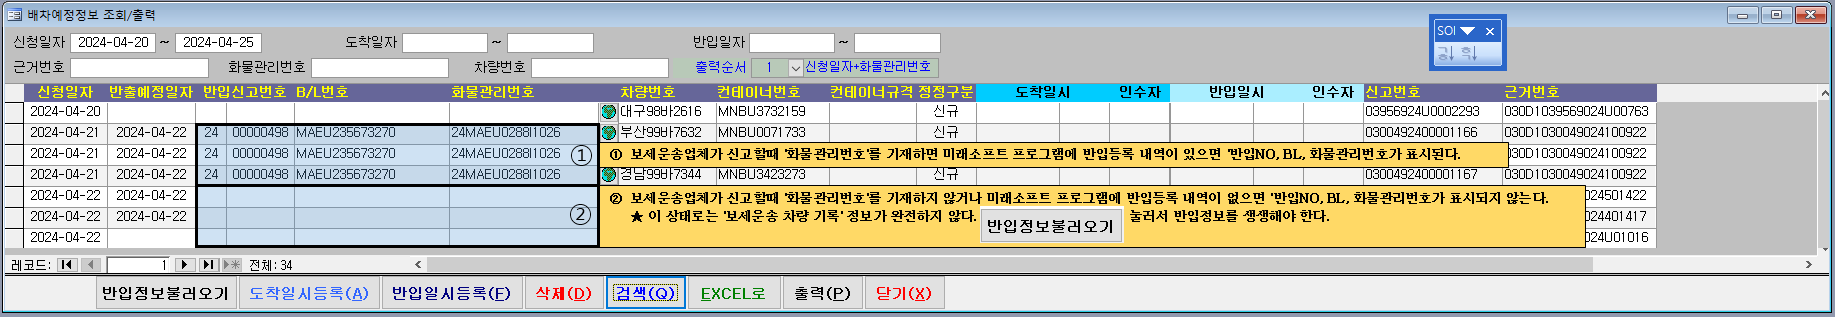 배차예정정보 조회/출력
신청일자 2024-04-20 ~ 2024-04-25 도착일자 ~ 반입일자 ~
SOI
근거번호 화물관리번호 차량번호 출력순서 1 신청일자+화물관리번호
신청일자 반출예정일자 반입신고번호 B/L번호 화물관리번호 차량번호 컨테이너번호 컨테이너규격 정정구분 도착일시 인수자 반입일시 인수자 신고번호 근거번호
2024-04-20 대구98바2616 MNBU3732159 신규 03956924U0002293 030D1039569024U00763
2024-04-21 2024-04-22 24 00000498 MAEU235673270 24MAEU0288I1026 부산99바7632 MNBU0071733 신규 0300492400001166 030D1030049024100922
2024-04-21 2024-04-22 24 00000498 MAEU235673270 24MAEU0288I1026 ① 030D1030049024100922
① 보세운송업체가 신고할때 '화물관리번호'를 기재하면 미래소프트 프로그램에 반입등록 내역이 있으면 '반입NO, BL, 화물관리번호가 표시된다.
2024-04-21 2024-04-22 24 00000498 MAEU235673270 24MAEU0288I1026 경남99바7344 MNBU3423273 신규 0300492400001167 030D1030049024100922
2024-04-22 2024-04-22 024501422
② 보세운송업체가 신고할때 '화물관리번호'를 기재하지 않거나 미래소프트 프로그램에 반입등록 내역이 없으면 '반입NO, BL, 화물관리번호가 표시되지 않는다.
2024-04-22 2024-04-22 ② 024401417
★ 이 상태로는 '보세운송 차량 기록' 정보가 완전하지 않다. 반입정보불러오기 눌러서 반입정보를 생생해야 한다.
2024-04-22 024U01016
레코드: 1 전체: 34
반입정보불러오기 도착일시등록(A) 반입일시등록(F) 삭제(D) 검색(Q) EXCEL로 출력(P) 닫기(X)